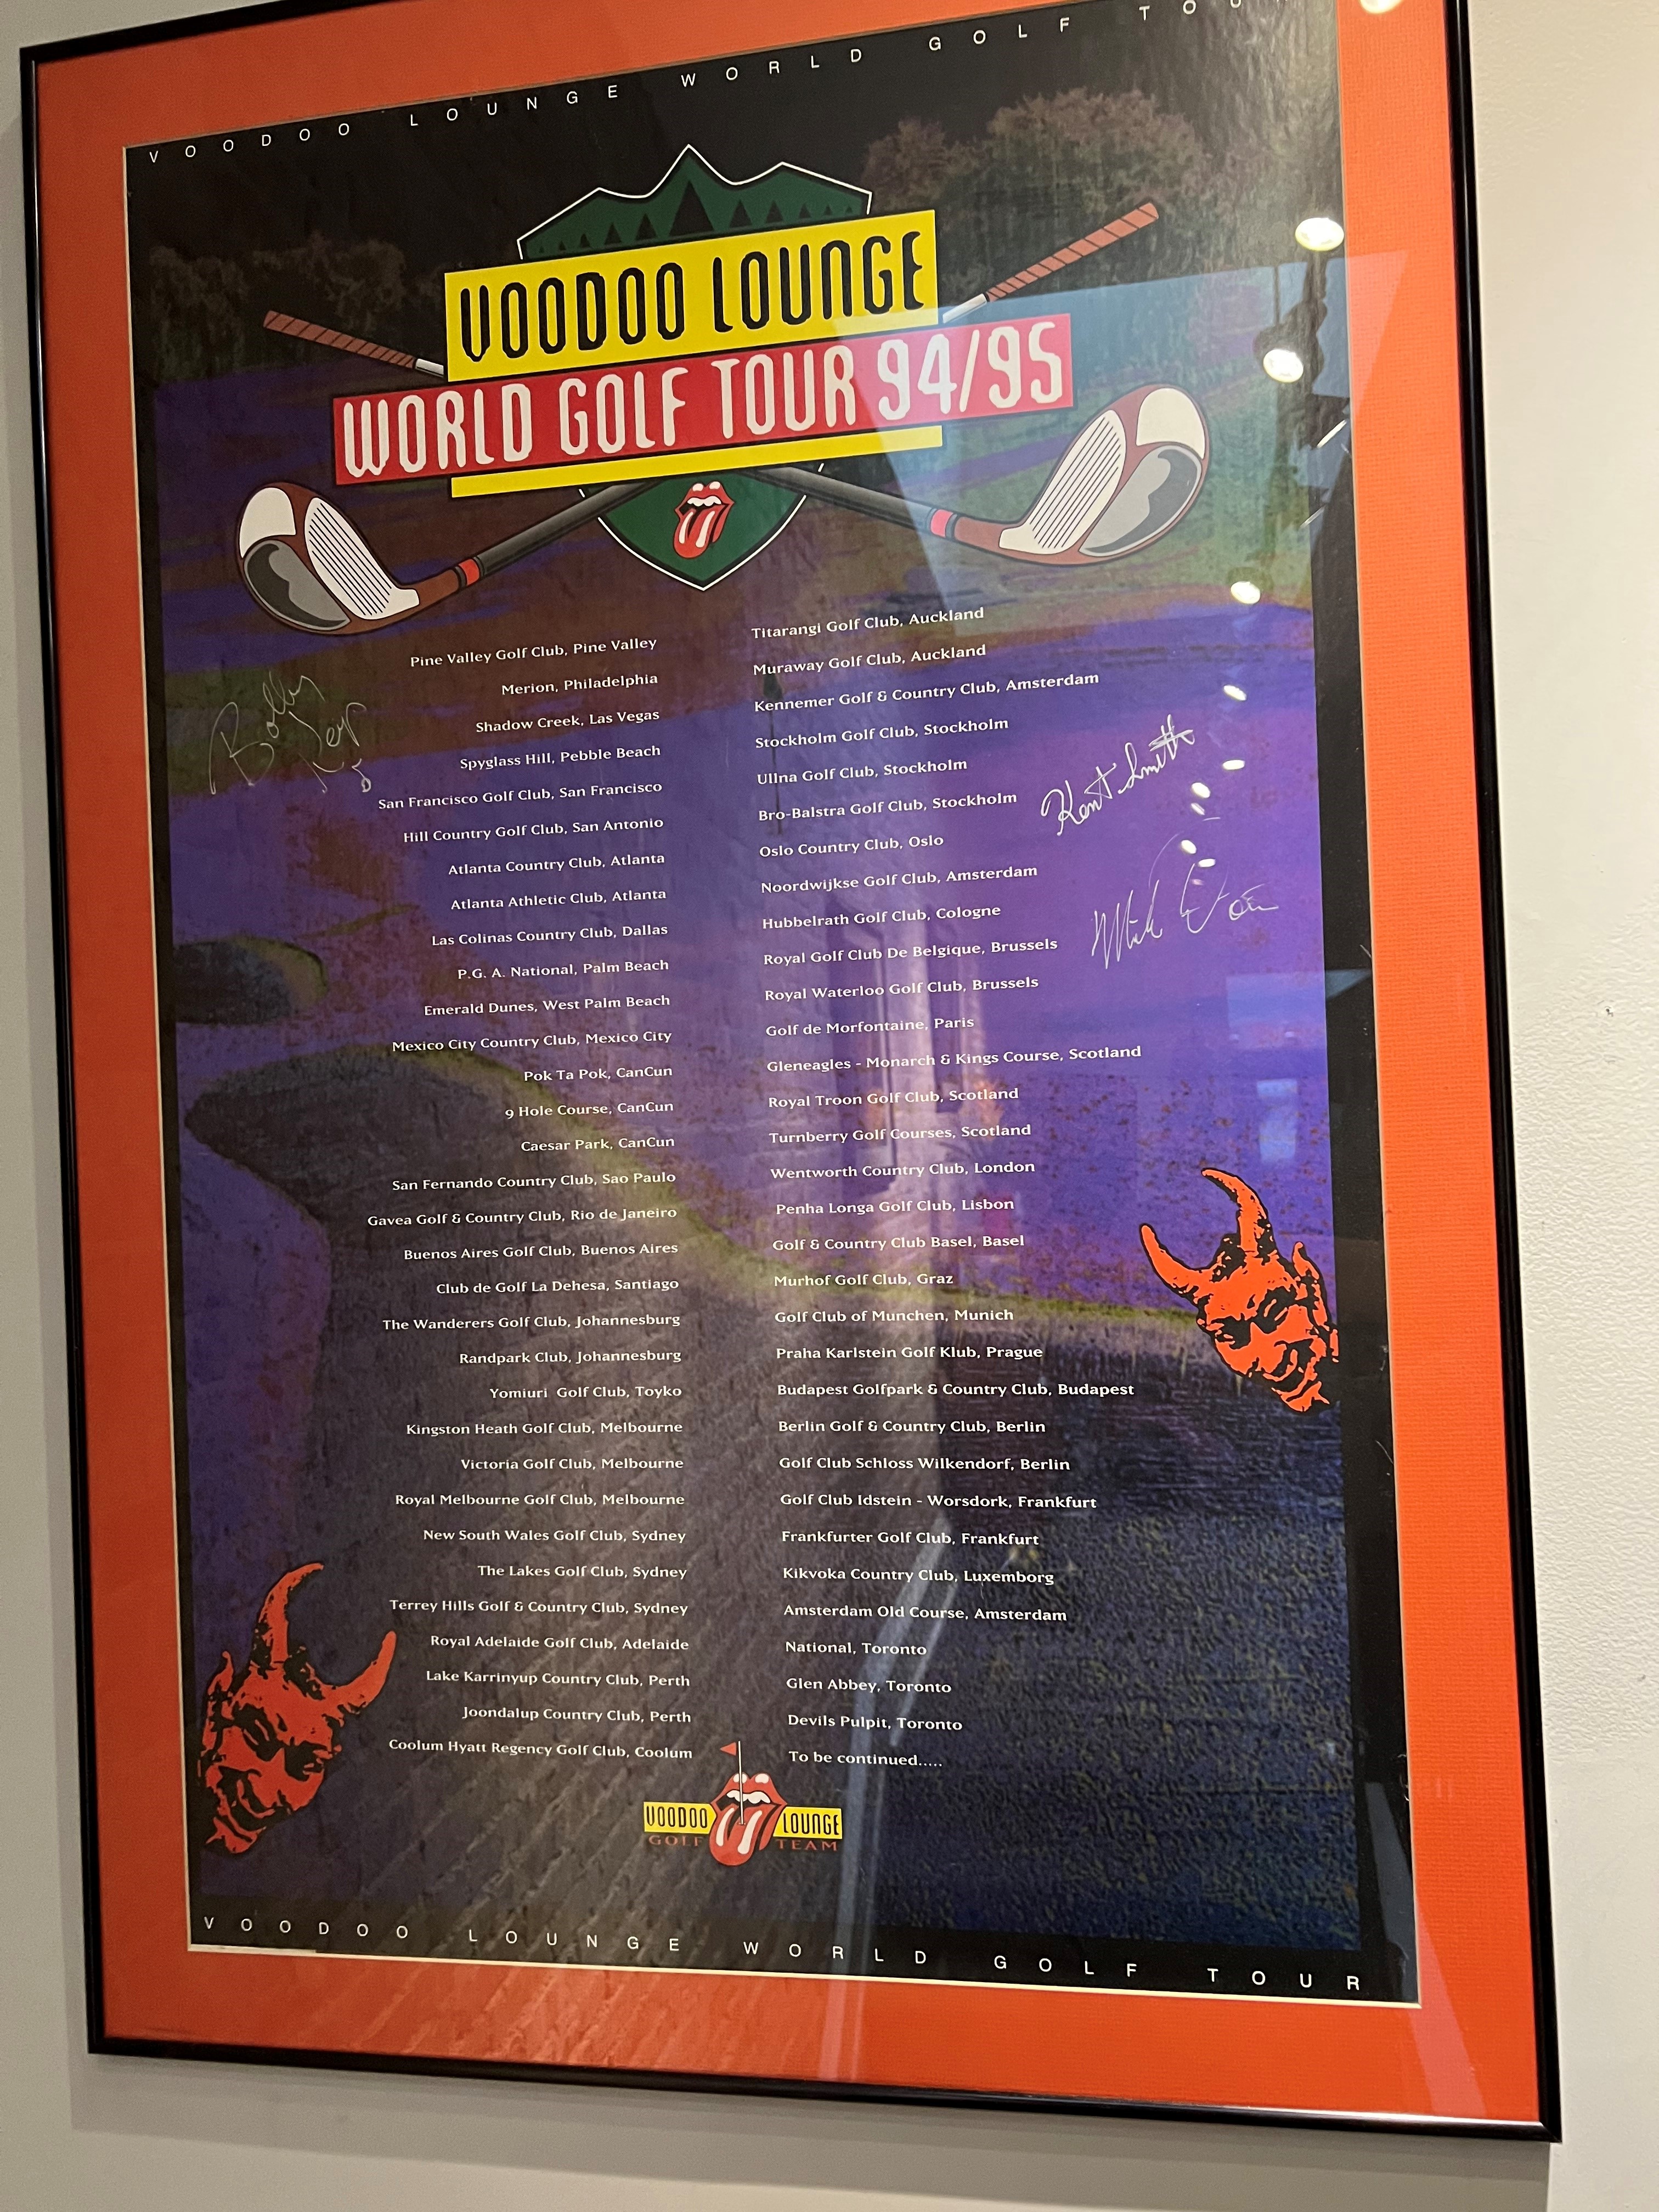 VOODOO LOUNGE WORLD GOLF TOU
VOODOO LOUNGE
WORLD GOLF TOUR 94/95
Pine Valley Golf Club, Pine Valley
Merion, Philadelphia
Shadow Creek, Las Vegas
Spyglass Hill, Pebble Beach
San Francisco Golf Club, San Francisco
Hill Country Golf Club, San Antonio
Atlanta Country Club, Atlanta
Atlanta Athletic Club, Atlanta
Las Colinas Country Club, Dallas
P.G. A. National, Palm Beach
Emerald Dunes, West Palm Beach
Mexico City Country Club, Mexico City
Pok Ta Pok, CanCun
9 Hole Course, CanCun
Caesar Park, CanCun
San Fernando Country Club, Sao Paulo
Gavea Golf & Country Club, Rio de Janeiro
Buenos Aires Golf Club, Buenos Aires
Club de Golf La Dehesa, Santiago
The Wanderers Golf Club, Johannesburg
Randpark Club, Johannesburg
Yomiuri Golf Club, Toyko
Kingston Heath Golf Club, Melbourne
Victoria Golf Club, Melbourne
Royal Melbourne Golf Club, Melbourne
New South Wales Golf Club, Sydney
The Lakes Golf Club, Sydney
Terrey Hills Golf & Country Club, Sydney
Royal Adelaide Golf Club, Adelaide
Lake Karrinyup Country Club, Perth
Joondalup Country Club, Perth
Coolum Hyatt Regency Golf Club, Coolum
Titarangi Golf Club, Auckland
Muraway Golf Club, Auckland
Kennemer Golf & Country Club, Amsterdam
Stockholm Golf Club, Stockholm
Ullna Golf Club, Stockholm
Bro-Balstra Golf Club, Stockholm
Oslo Country Club, Oslo
Noordwijkse Golf Club, Amsterdam
Hubbelrath Golf Club, Cologne
Royal Golf Club De Belgique, Brussels
Royal Waterloo Golf Club, Brussels
Golf de Morfontaine, Paris
Gleneagles - Monarch & Kings Course, Scotland
Royal Troon Golf Club, Scotland
Turnberry Golf Courses, Scotland
Wentworth Country Club, London
Penha Longa Golf Club, Lisbon
Golf & Country Club Basel, Basel
Murhof Golf Club, Graz
Golf Club of Munchen, Munich
Praha Karlstein Golf Klub, Prague
Budapest Golfpark & Country Club, Budapest
Berlin Golf & Country Club, Berlin
Golf Club Schloss Wilkendorf, Berlin
Golf Club Idstein - Worsdork, Frankfurt
Frankfurter Golf Club, Frankfurt
Kikvoka Country Club, Luxemborg
Amsterdam Old Course, Amsterdam
National, Toronto
Glen Abbey, Toronto
Devils Pulpit, Toronto
To be continued.....
Bobby Keys
Kent Smith
VOODOO LOUNGE
GOLF TEAM
VOODOO LOUNGE WORLD GOLF TOUR